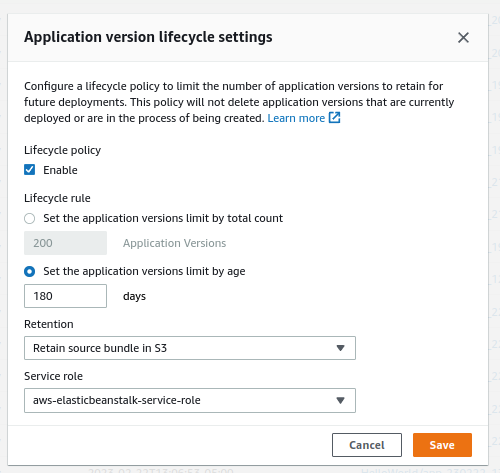 Application version lifecycle settings
Configure a lifecycle policy to limit the number of application versions to retain for
future deployments. This policy will not delete application versions that are currently
deployed or are in the process of being created. Learn more
Lifecycle policy
Enable
Lifecycle rule
Set the application versions limit by total count
200 Application Versions
Set the application versions limit by age
180 days
Retention
Retain source bundle in S3
Service role
aws-elasticbeanstalk-service-role
Cancel Save